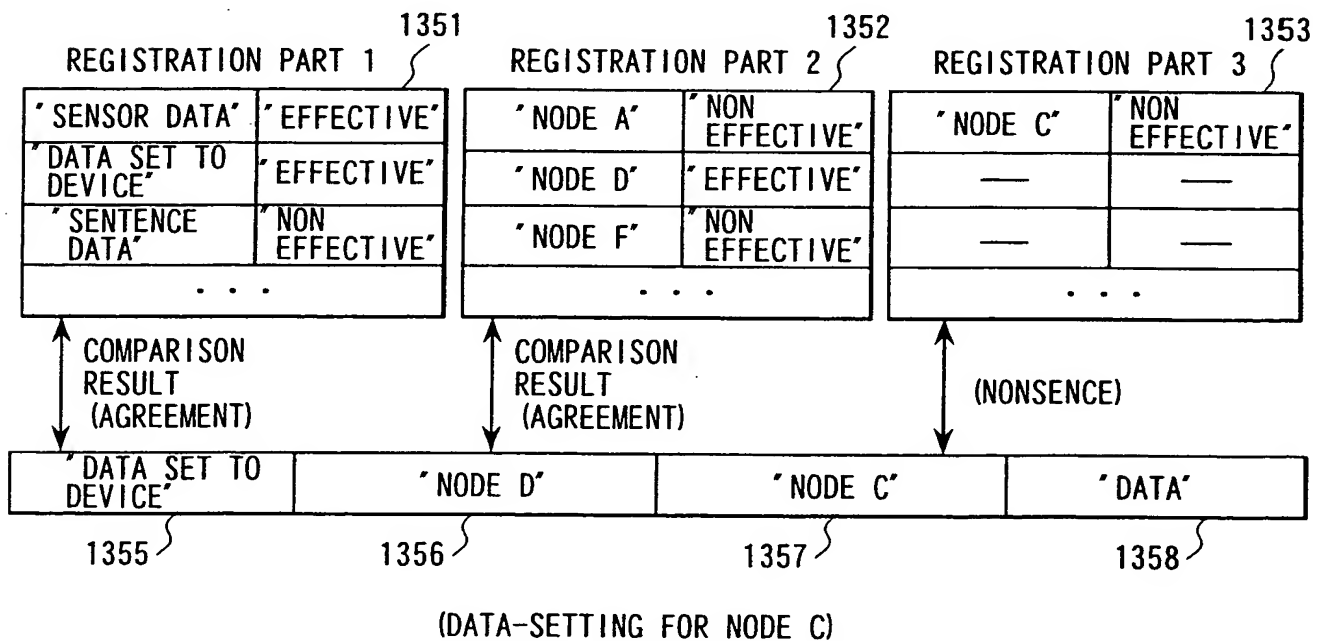 1351
1352
1353
REGISTRATION PART 1
REGISTRATION PART 2
REGISTRATION PART 3
"SENSOR DATA" "EFFECTIVE"
"DATA SET TO
DEVICE" "EFFECTIVE"
"SENTENCE
DATA" "NON
EFFECTIVE"
. . .
"NODE A" "NON
EFFECTIVE"
"NODE D" "EFFECTIVE"
"NODE F" "NON
EFFECTIVE"
. . .
"NODE C" "NON
EFFECTIVE"
— —
— —
. . .
COMPARISON
RESULT
(AGREEMENT)
COMPARISON
RESULT
(AGREEMENT)
(NONSENCE)
"DATA SET TO
DEVICE"
"NODE D"
"NODE C"
"DATA"
1355
1356
1357
1358
(DATA-SETTING FOR NODE C)